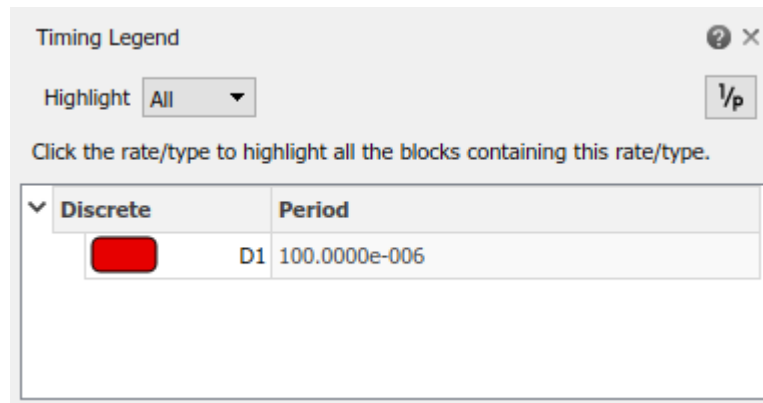 Timing Legend
Highlight All
1/p
Click the rate/type to highlight all the blocks containing this rate/type.
Discrete Period
D1 100.0000e-006